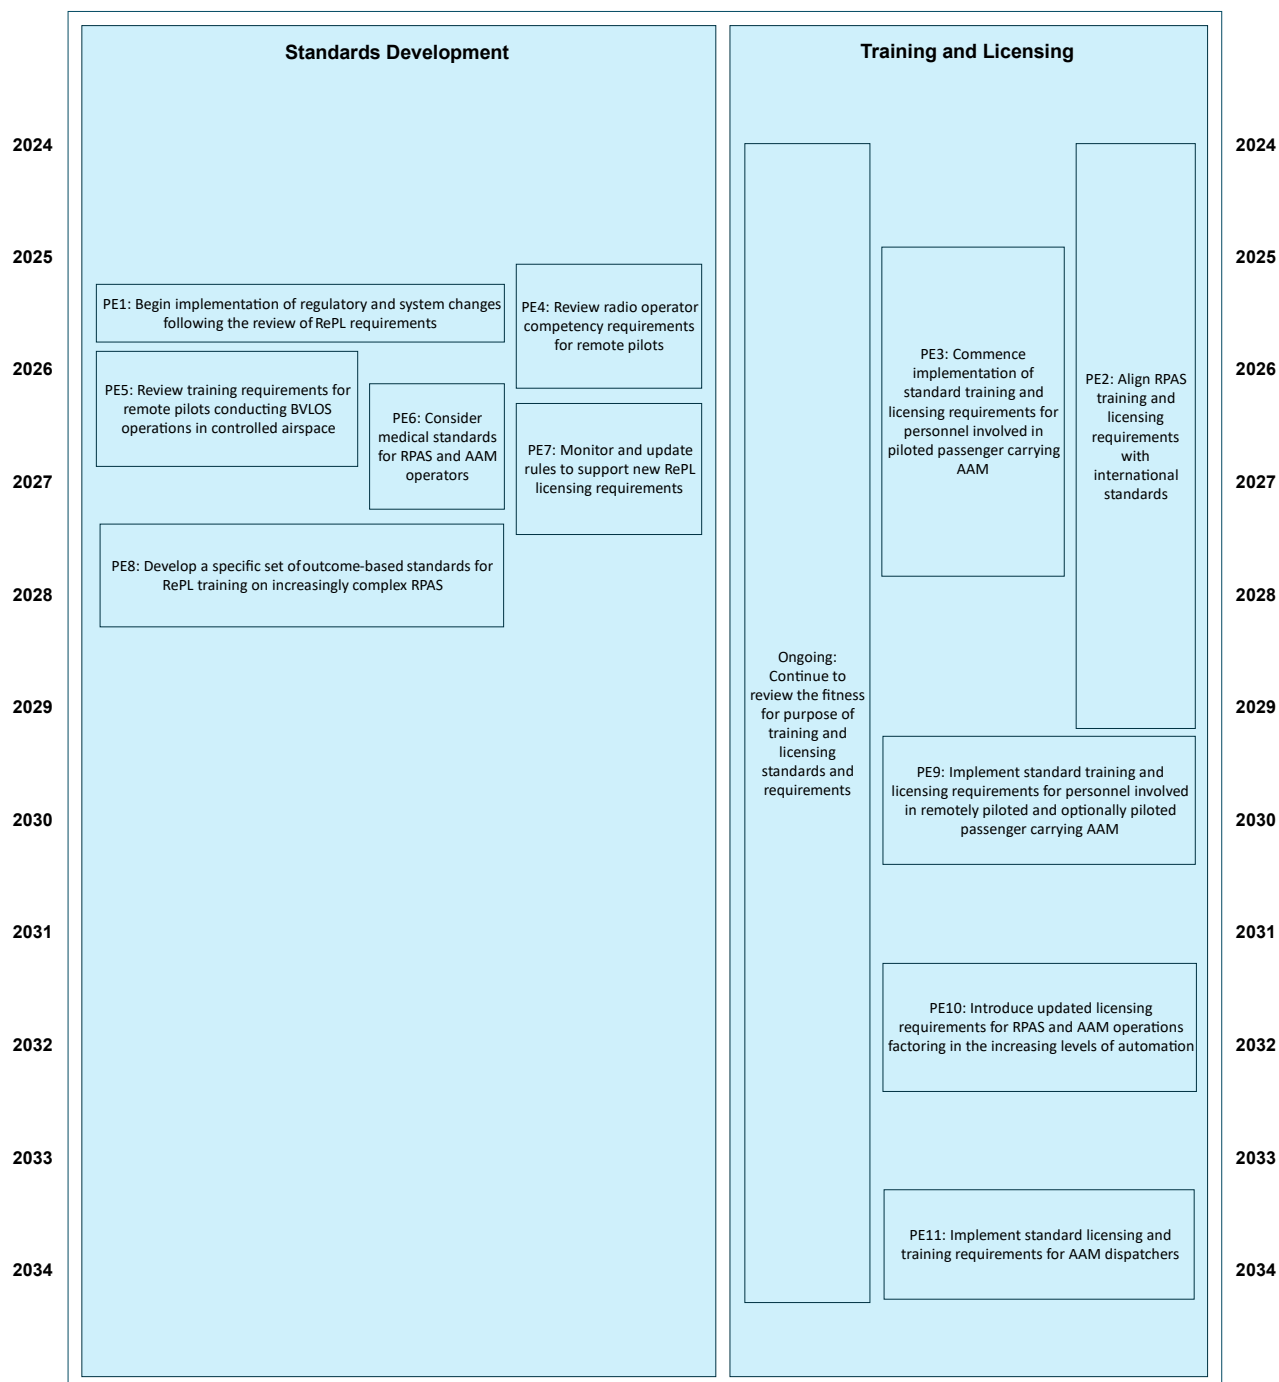 Standards Development
Training and Licensing
2024
2025
2026
2027
2028
2029
2030
2031
2032
2033
2034
PE1: Begin implementation of regulatory and system changes
following the review of RePL requirements
PE4: Review radio operator
competency requirements
for remote pilots
PE5: Review training requirements for
remote pilots conducting BVLOS
operations in controlled airspace
PE6: Consider
medical standards
for RPAS and AAM
operators
PE7: Monitor and update
rules to support new RePL
licensing requirements
PE8: Develop a specific set of outcome-based standards for
RePL training on increasingly complex RPAS
Ongoing:
Continue to
review the fitness
for purpose of
training and
licensing
standards and
requirements
PE3: Commence
implementation of
standard training and
licensing requirements for
personnel involved in
piloted passenger carrying
AAM
PE2: Align RPAS
training and
licensing
requirements
with
international
standards
PE9: Implement standard training and
licensing requirements for personnel involved
in remotely piloted and optionally piloted
passenger carrying AAM
PE10: Introduce updated licensing
requirements for RPAS and AAM operations
factoring in the increasing levels of automation
PE11: Implement standard licensing and
training requirements for AAM dispatchers
2024
2025
2026
2027
2028
2029
2030
2031
2032
2033
2034